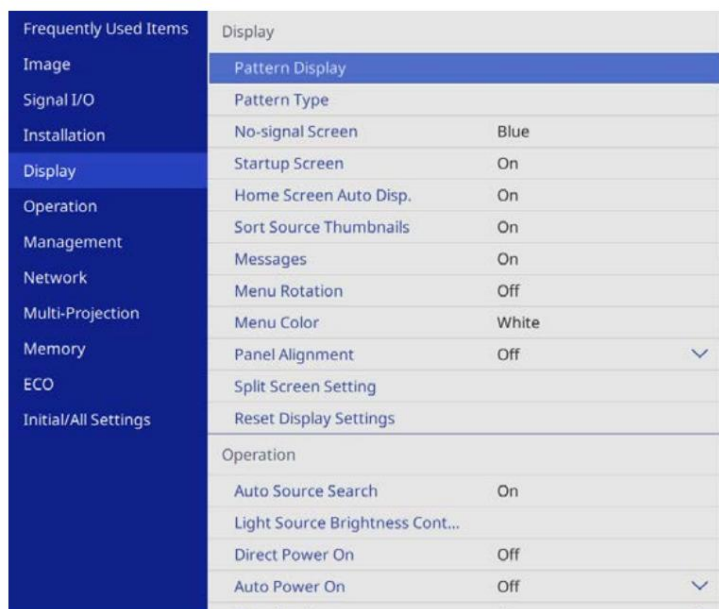 Frequently Used Items
Image
Signal I/O
Installation
Display
Operation
Management
Network
Multi-Projection
Memory
ECO
Initial/All Settings
Display
Pattern Display
Pattern Type
No-signal Screen Blue
Startup Screen On
Home Screen Auto Disp. On
Sort Source Thumbnails On
Messages On
Menu Rotation Off
Menu Color White
Panel Alignment Off
Split Screen Setting
Reset Display Settings
Operation
Auto Source Search On
Light Source Brightness Cont...
Direct Power On Off
Auto Power On Off